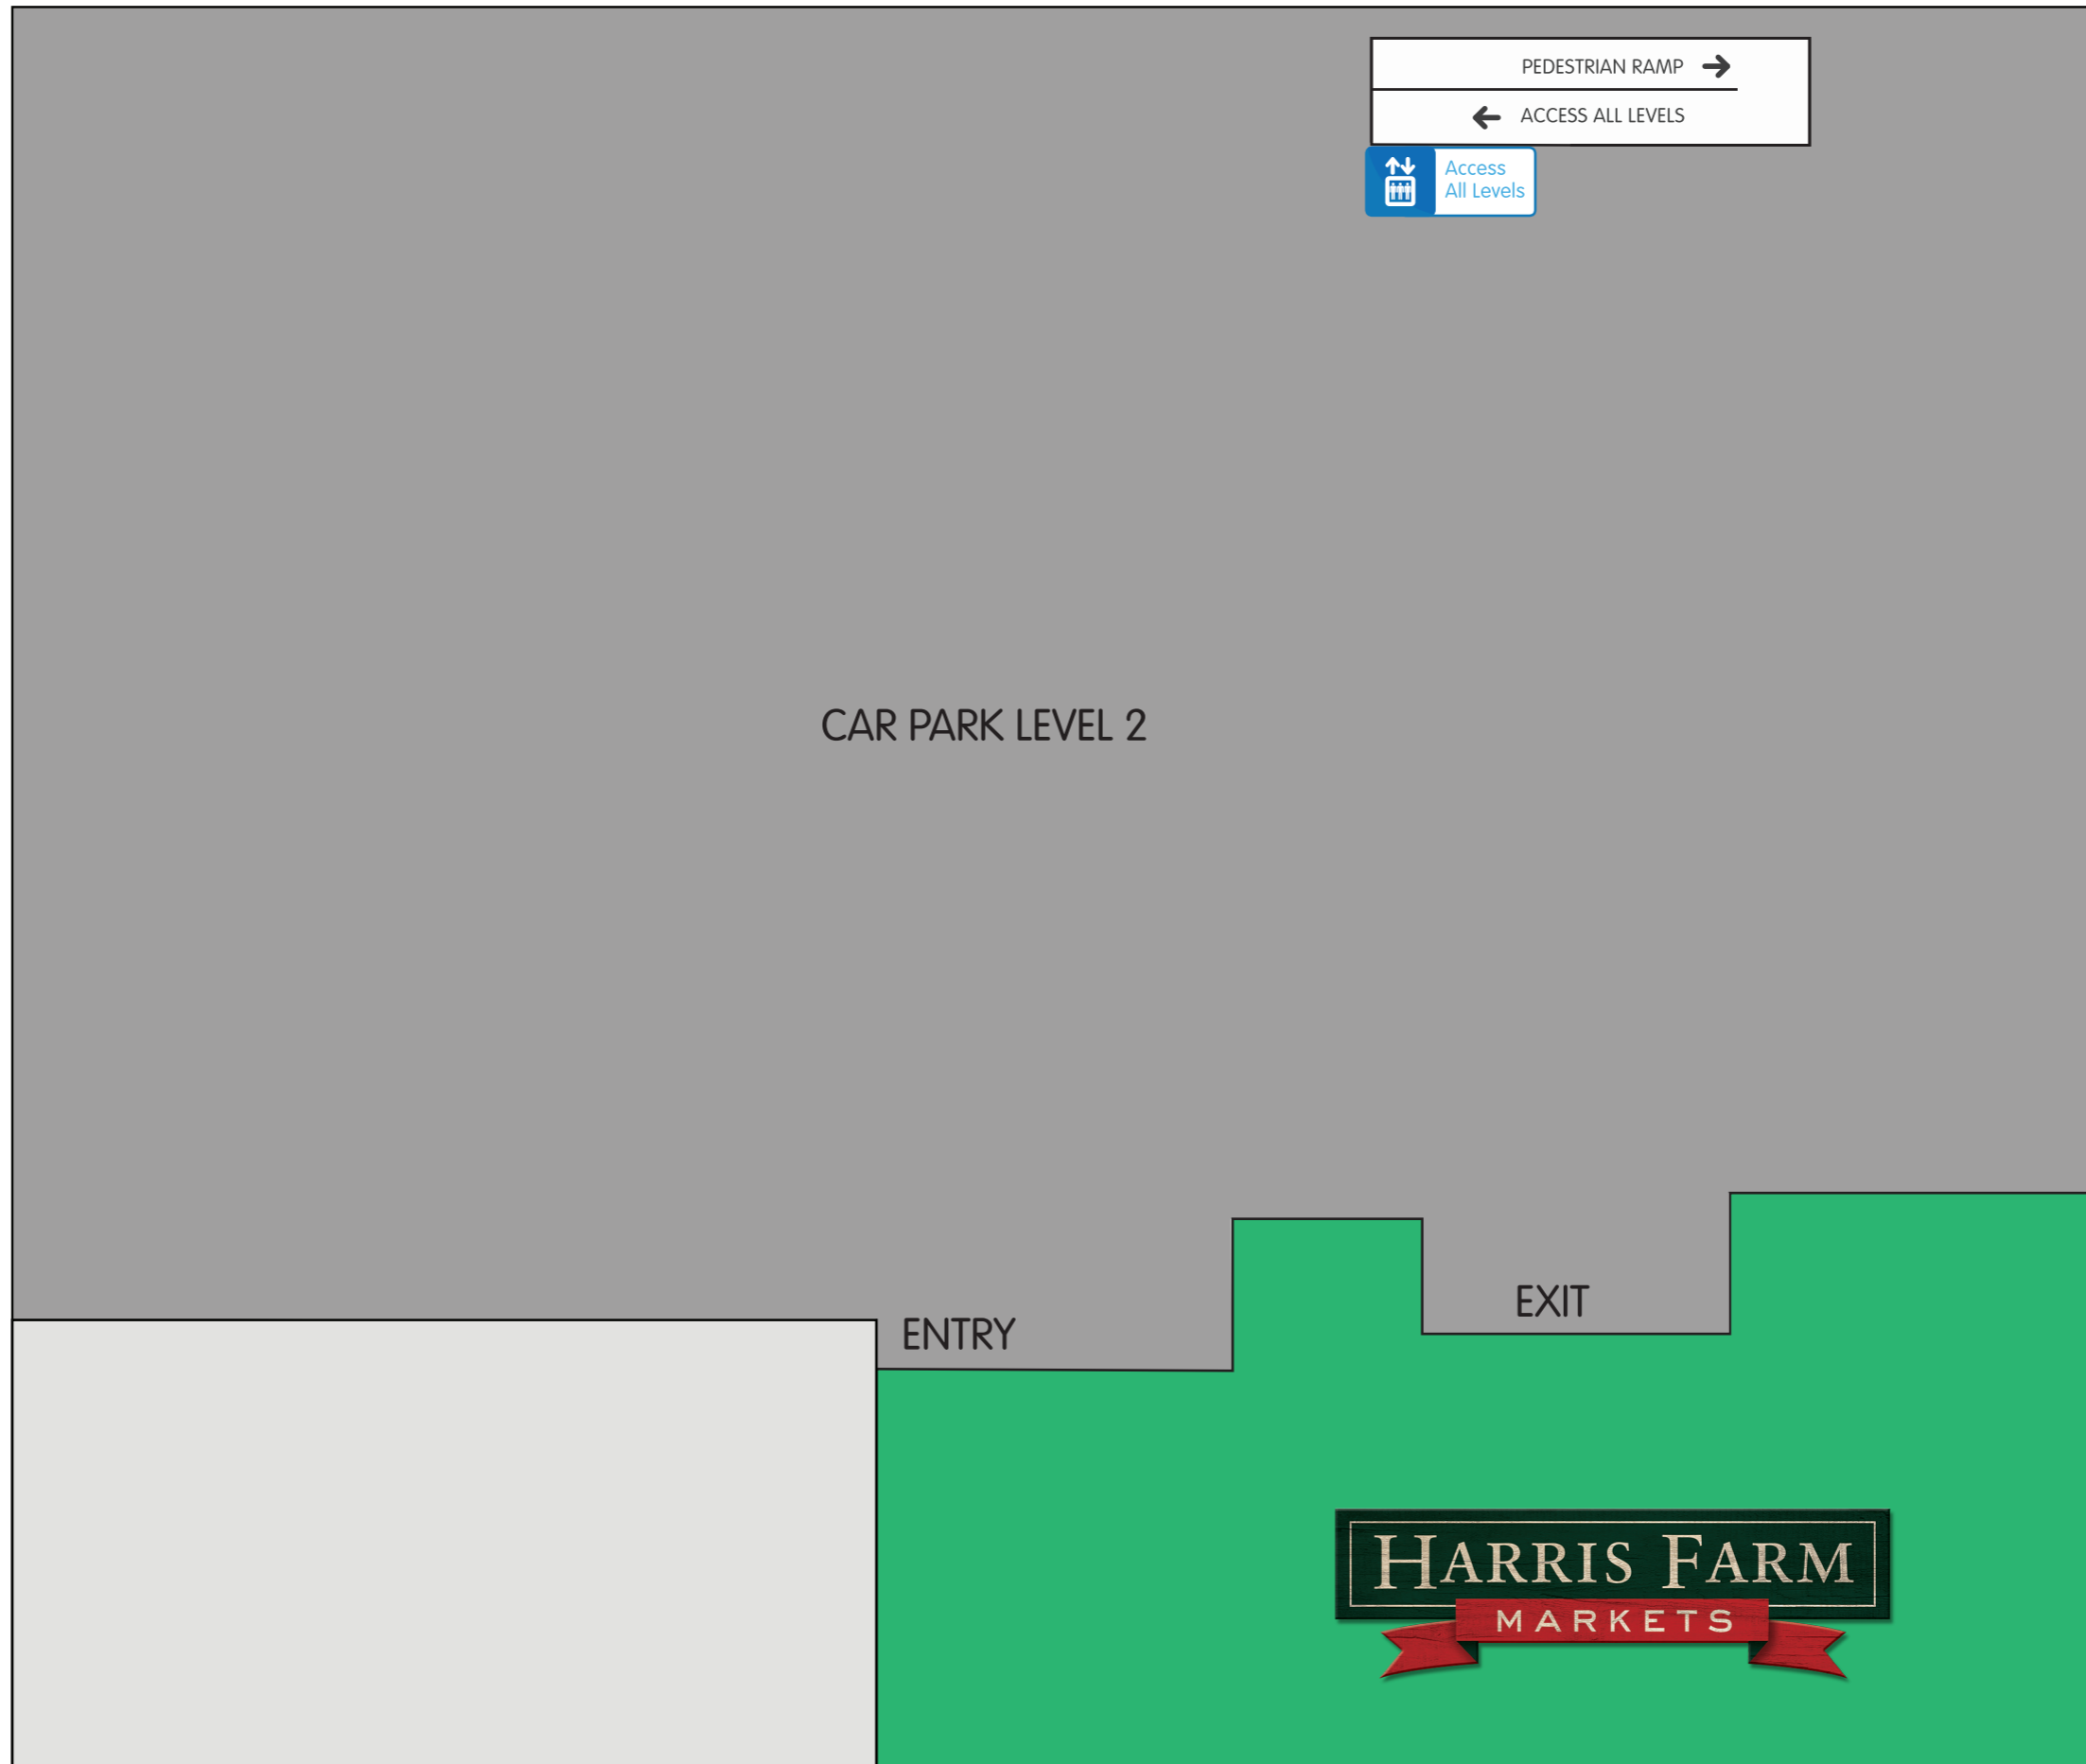 PEDESTRIAN RAMP →
← ACCESS ALL LEVELS
Access
All Levels
CAR PARK LEVEL 2
ENTRY
EXIT
HARRIS FARM
MARKETS